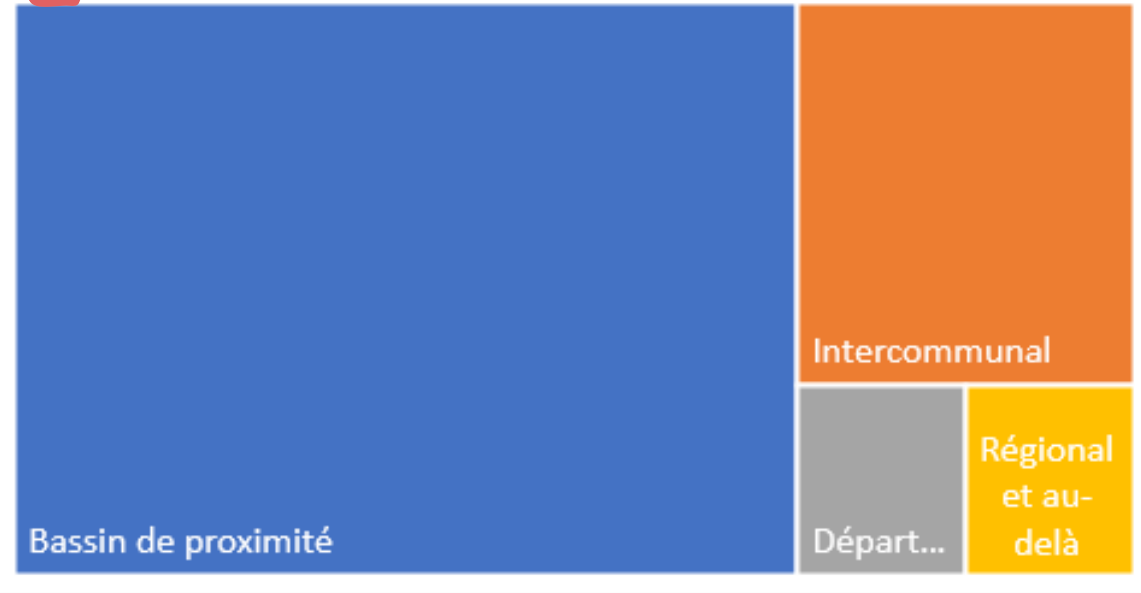 Intercommunal
Bassin de proximité
Départ...
Régional
et au-
delà